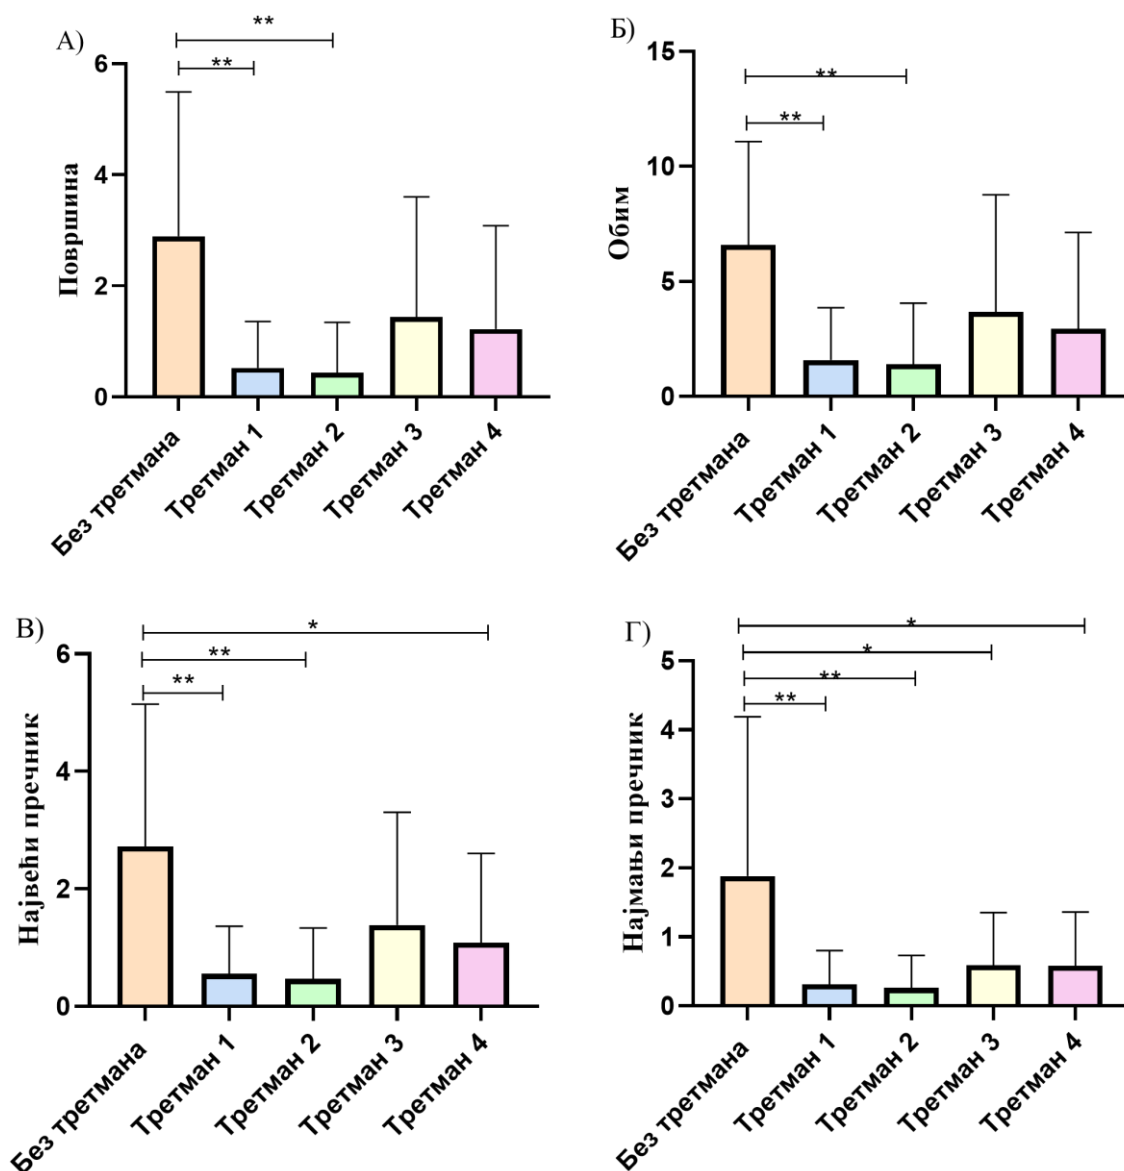 А)
**
**
Површина
6
4
2
0
Без третмана
Третман 1
Третман 2
Третман 3
Третман 4
Б)
**
**
Обим
15
10
5
0
Без третмана
Третман 1
Третман 2
Третман 3
Третман 4
В)
*
**
**
Највећи пречник
6
4
2
0
Без третмана
Третман 1
Третман 2
Третман 3
Третман 4
Г)
*
*
**
**
Најмањи пречник
5
4
3
2
1
0
Без третмана
Третман 1
Третман 2
Третман 3
Третман 4